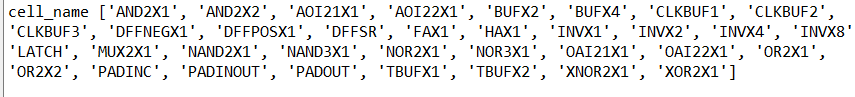 cell_name ['AND2X1', 'AND2X2', 'AOI21X1', 'AOI22X1', 'BUFX2', 'BUFX4', 'CLKBUF1', 'CLKBUF2',
'CLKBUF3', 'DFFNEGX1', 'DFFPOSX1', 'DFFSR', 'FAX1', 'HAX1', 'INVX1', 'INVX2', 'INVX4', 'INVX8'
'LATCH', 'MUX2X1', 'NAND2X1', 'NAND3X1', 'NOR2X1', 'NOR3X1', 'OAI21X1', 'OAI22X1', 'OR2X1',
'OR2X2', 'PADINC', 'PADINOUT', 'PADOUT', 'TBUFX1', 'TBUFX2', 'XNOR2X1', 'XOR2X1']